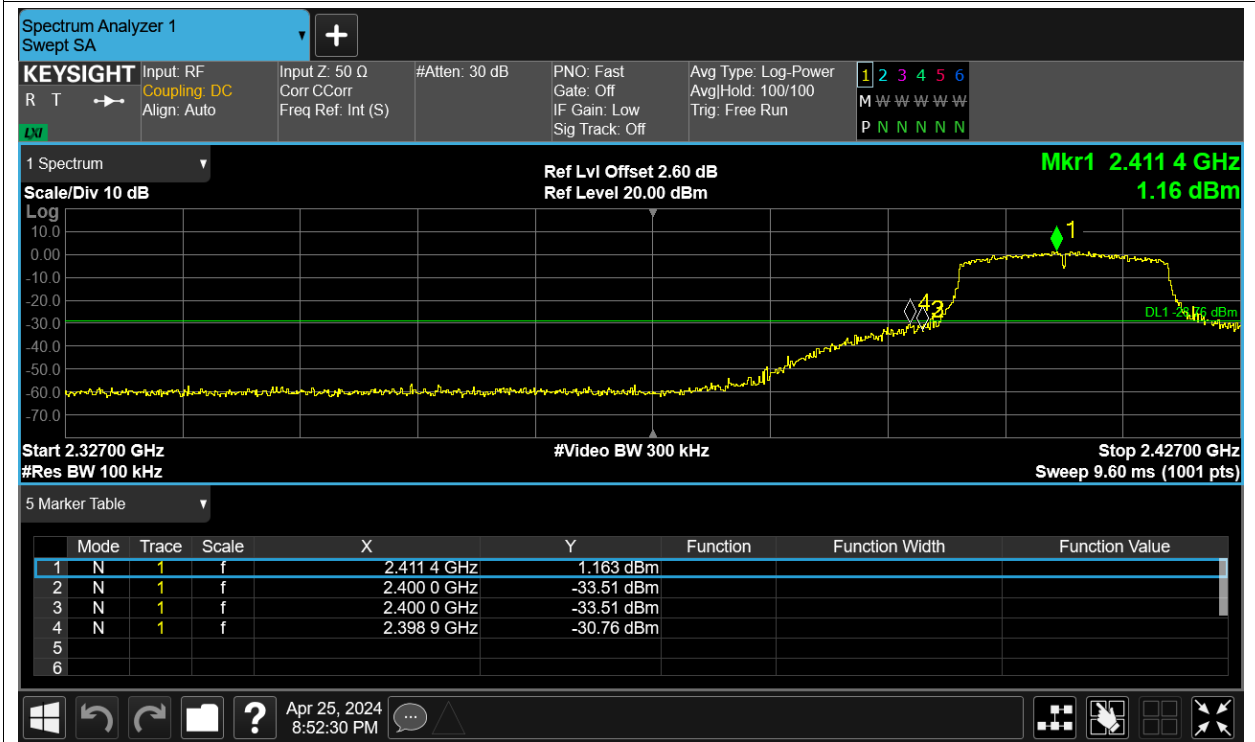 Spectrum Analyzer 1
Swept SA
+
KEYSIGHT
R T
LXI
Input: RF
Coupling: DC
Align: Auto
Input Z: 50 Ω
Corr CCorr
Freq Ref: Int (S)
#Atten: 30 dB
PNO: Fast
Gate: Off
IF Gain: Low
Sig Track: Off
Avg Type: Log-Power
Avg|Hold: 100/100
Trig: Free Run
1 2 3 4 5 6
M W W W W W
P N N N N N
1 Spectrum
Scale/Div 10 dB
Ref Lvl Offset 2.60 dB
Ref Level 20.00 dBm
Mkr1 2.411 4 GHz
1.16 dBm
Log
10.0
0.00
-10.0
-20.0
-30.0
-40.0
-50.0
-60.0
-70.0
1
4
3
DL1 -28.76 dBm
Start 2.32700 GHz
#Res BW 100 kHz
#Video BW 300 kHz
Stop 2.42700 GHz
Sweep 9.60 ms (1001 pts)
5 Marker Table
Mode Trace Scale X Y Function Function Width Function Value
1 N 1 f 2.411 4 GHz 1.163 dBm
2 N 1 f 2.400 0 GHz -33.51 dBm
3 N 1 f 2.400 0 GHz -33.51 dBm
4 N 1 f 2.398 9 GHz -30.76 dBm
5
6
?
Apr 25, 2024
8:52:30 PM